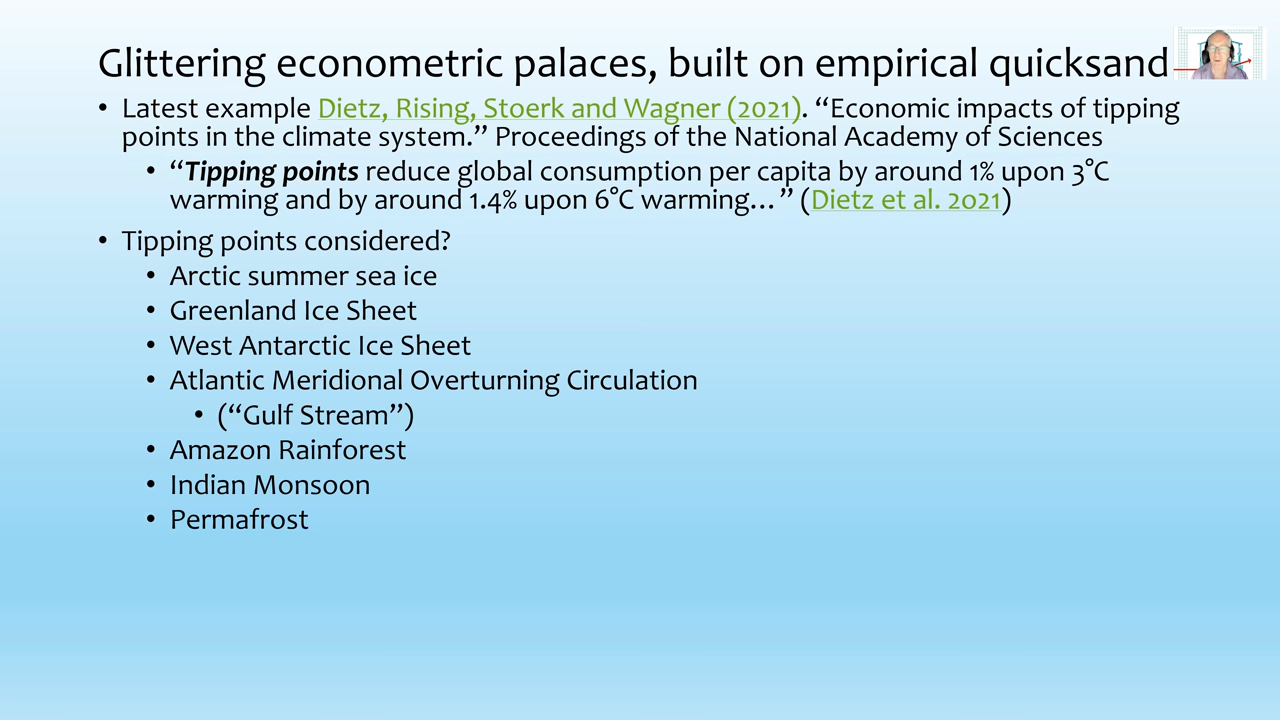 Glittering econometric palaces, built on empirical quicksand
• Latest example Dietz, Rising, Stoerk and Wagner (2021). “Economic impacts of tipping
points in the climate system.” Proceedings of the National Academy of Sciences
• “Tipping points reduce global consumption per capita by around 1% upon 3°C
warming and by around 1.4% upon 6°C warming…” (Dietz et al. 2021)
• Tipping points considered?
• Arctic summer sea ice
• Greenland Ice Sheet
• West Antarctic Ice Sheet
• Atlantic Meridional Overturning Circulation
• (“Gulf Stream”)
• Amazon Rainforest
• Indian Monsoon
• Permafrost